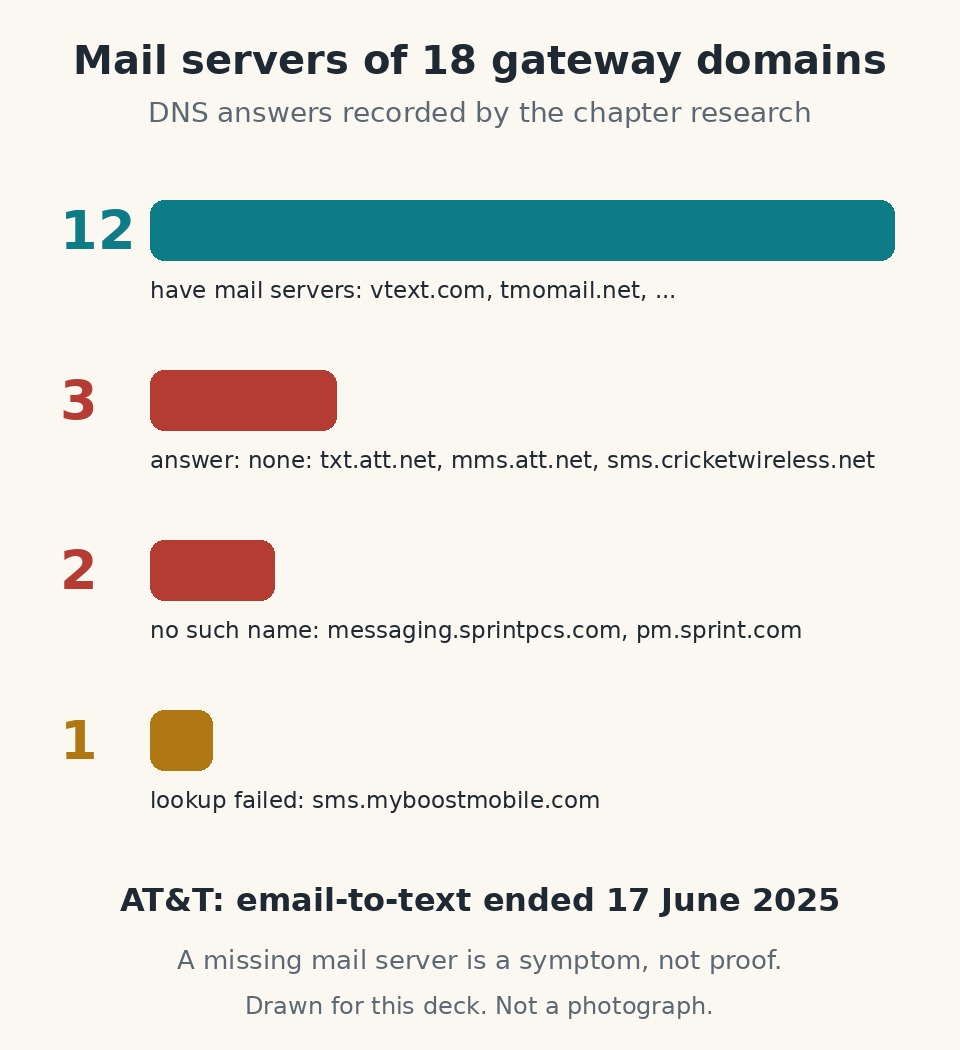 Mail servers of 18 gateway domains
DNS answers recorded by the chapter research
12
have mail servers: vtext.com, tmomail.net, ...
3
answer: none: txt.att.net, mms.att.net, sms.cricketwireless.net
2
no such name: messaging.sprintpcs.com, pm.sprint.com
1
lookup failed: sms.myboostmobile.com
AT&T: email-to-text ended 17 June 2025
A missing mail server is a symptom, not proof.
Drawn for this deck. Not a photograph.